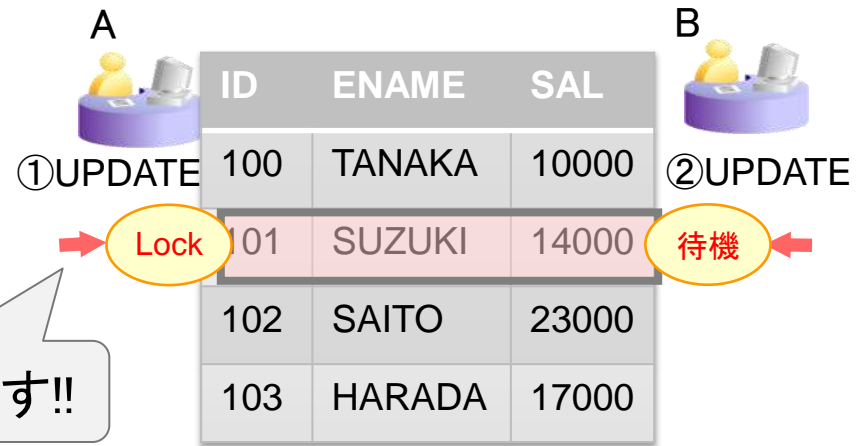 A
B
ID ENAME SAL
①UPDATE 100 TANAKA 10000 ②UPDATE
Lock 101 SUZUKI 14000 待機
102 SAITO 23000
す!!
103 HARADA 17000